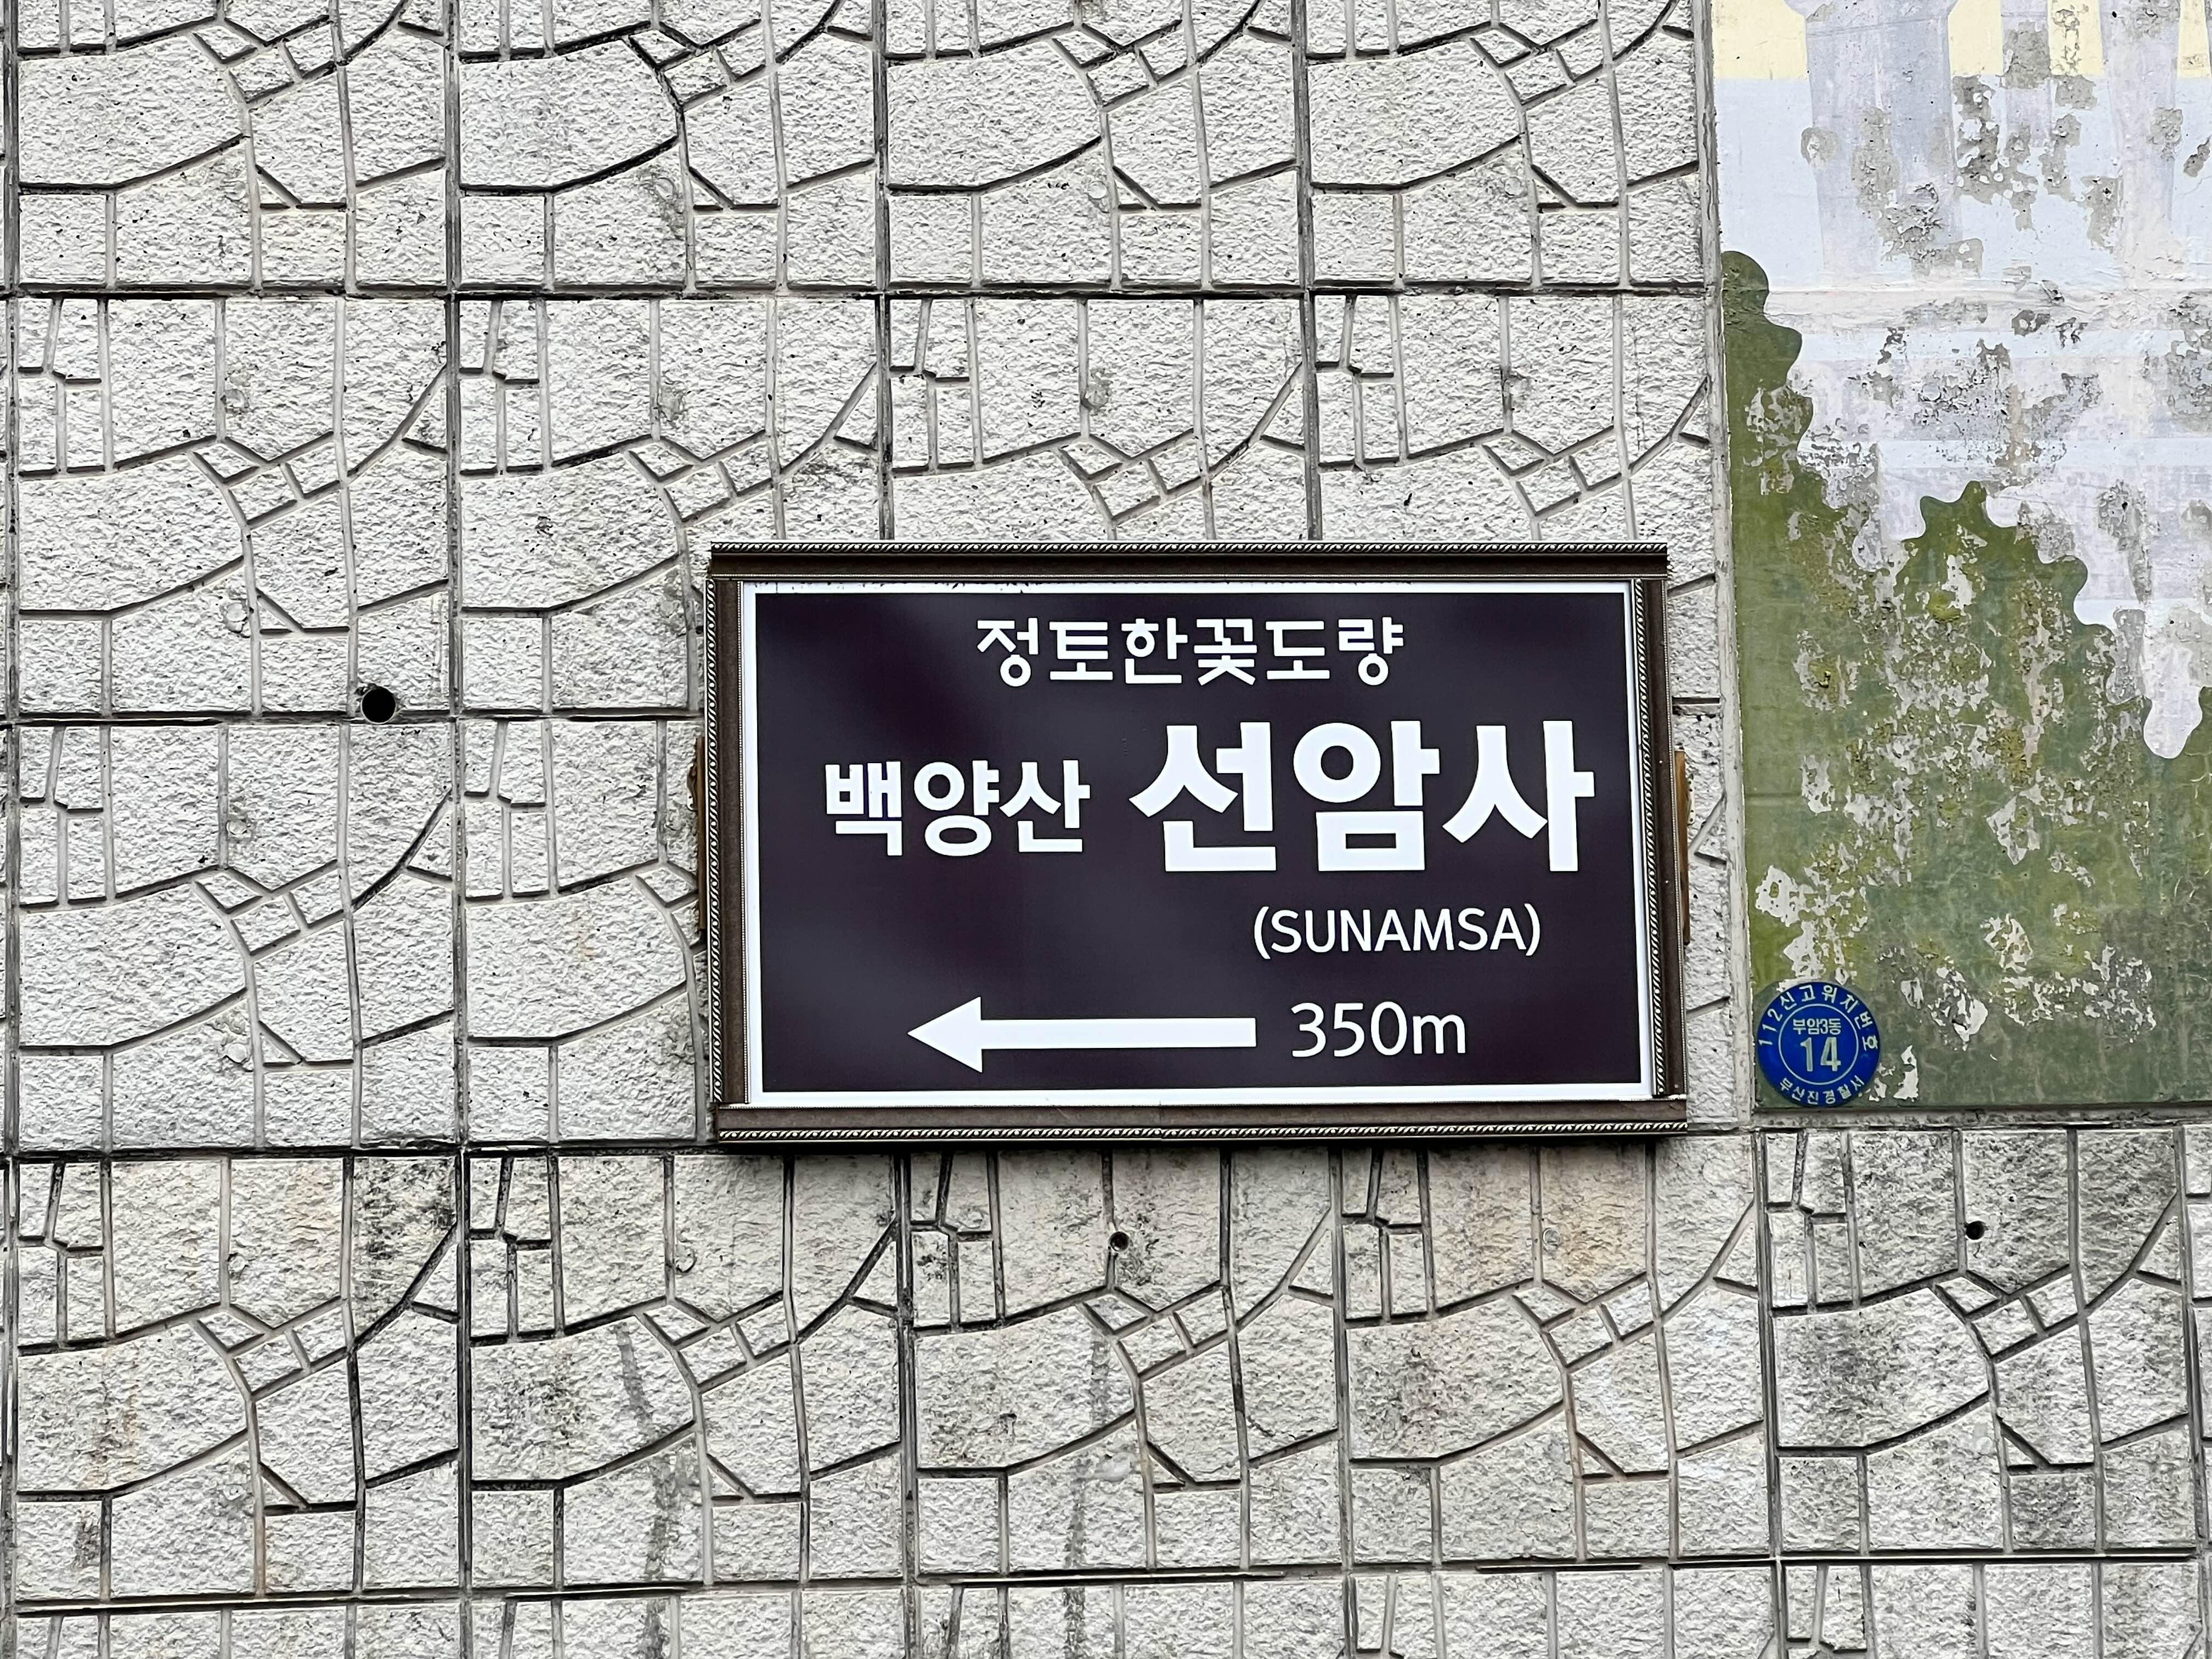 정토한꽃도량
백양산 선암사
(SUNAMSA)
350m
112신고위치번호
부암3동
14
부산진경찰서